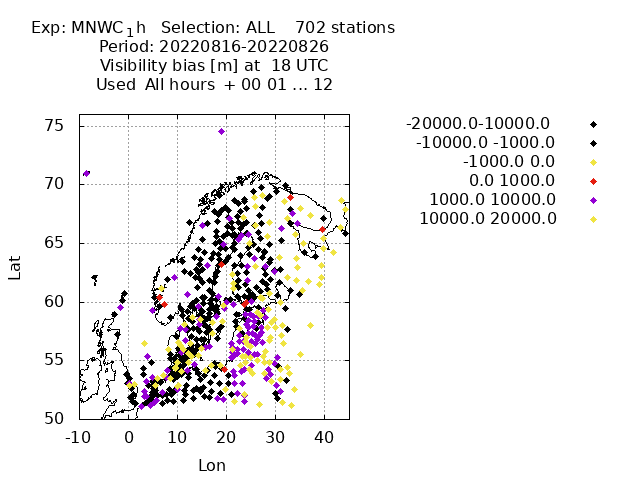 Exp: MNWC_1h   Selection: ALL    702 stations
Period: 20220816-20220826
Visibility bias [m] at  18 UTC
Used  All hours  + 00 01 ... 12
-20000.0-10000.0
-10000.0 -1000.0
-1000.0 0.0
0.0 1000.0
1000.0 10000.0
10000.0 20000.0
75
70
65
60
55
50
Lat
-10 0 10 20 30 40
Lon